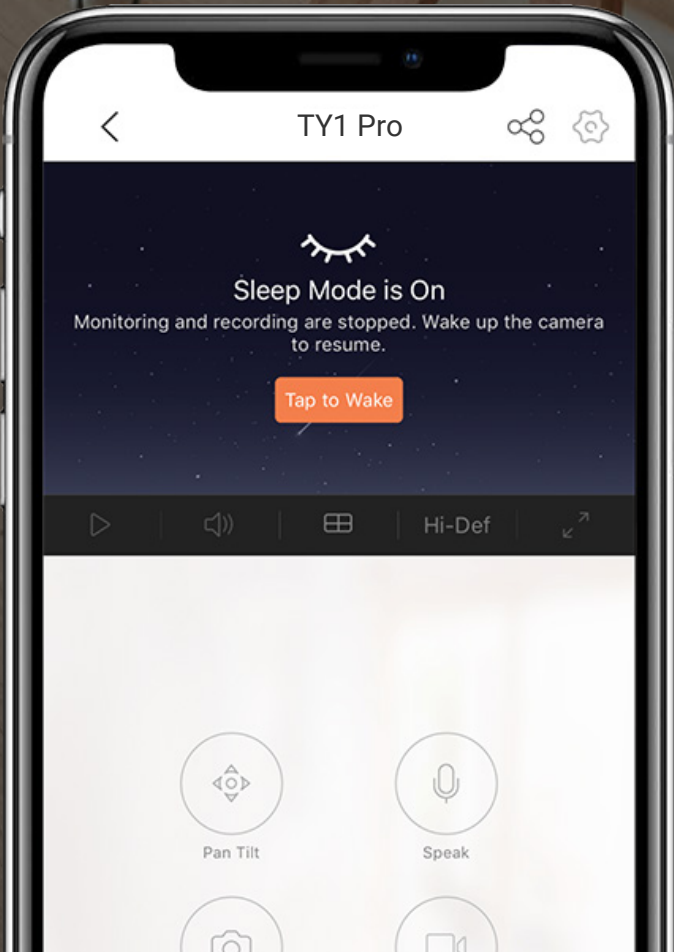 TY1 Pro
Sleep Mode is On
Monitoring and recording are stopped. Wake up the camera
to resume.
Tap to Wake
Hi-Def
Pan Tilt
Speak